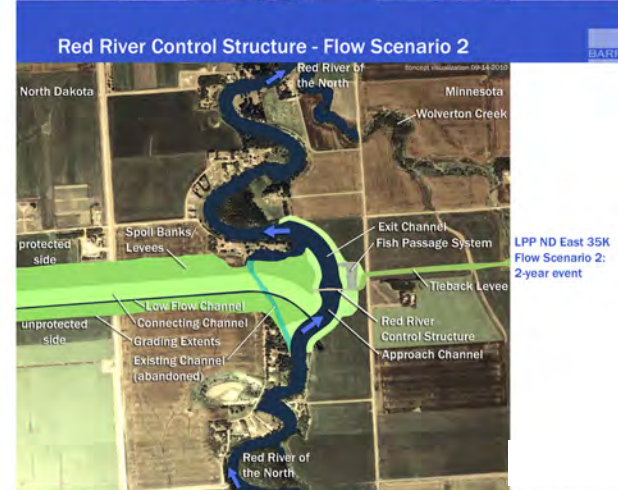 Red River Control Structure - Flow Scenario 2
BARR
concept visualization 09-14-2010
Red River of
the North
North Dakota
Minnesota
Wolverton Creek
Spoil Banks/
Levees
Exit Channel
Fish Passage System
protected
side
LPP ND East 35K
Flow Scenario 2:
2-year event
Tieback Levee
Low Flow Channel
Connecting Channel
unprotected
side
Grading Extents
Existing Channel
(abandoned)
Red River
Control Structure
Approach Channel
Red River of
the North